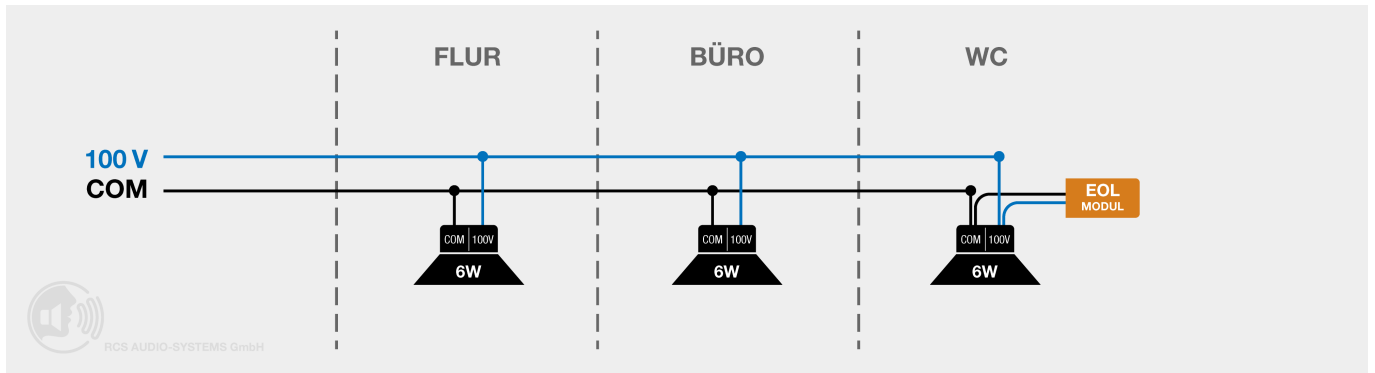 FLUR
BÜRO
WC
100 V
COM
EOL
MODUL
COM 100V
6W
COM 100V
6W
COM 100V
6W
RCS AUDIO-SYSTEMS GmbH